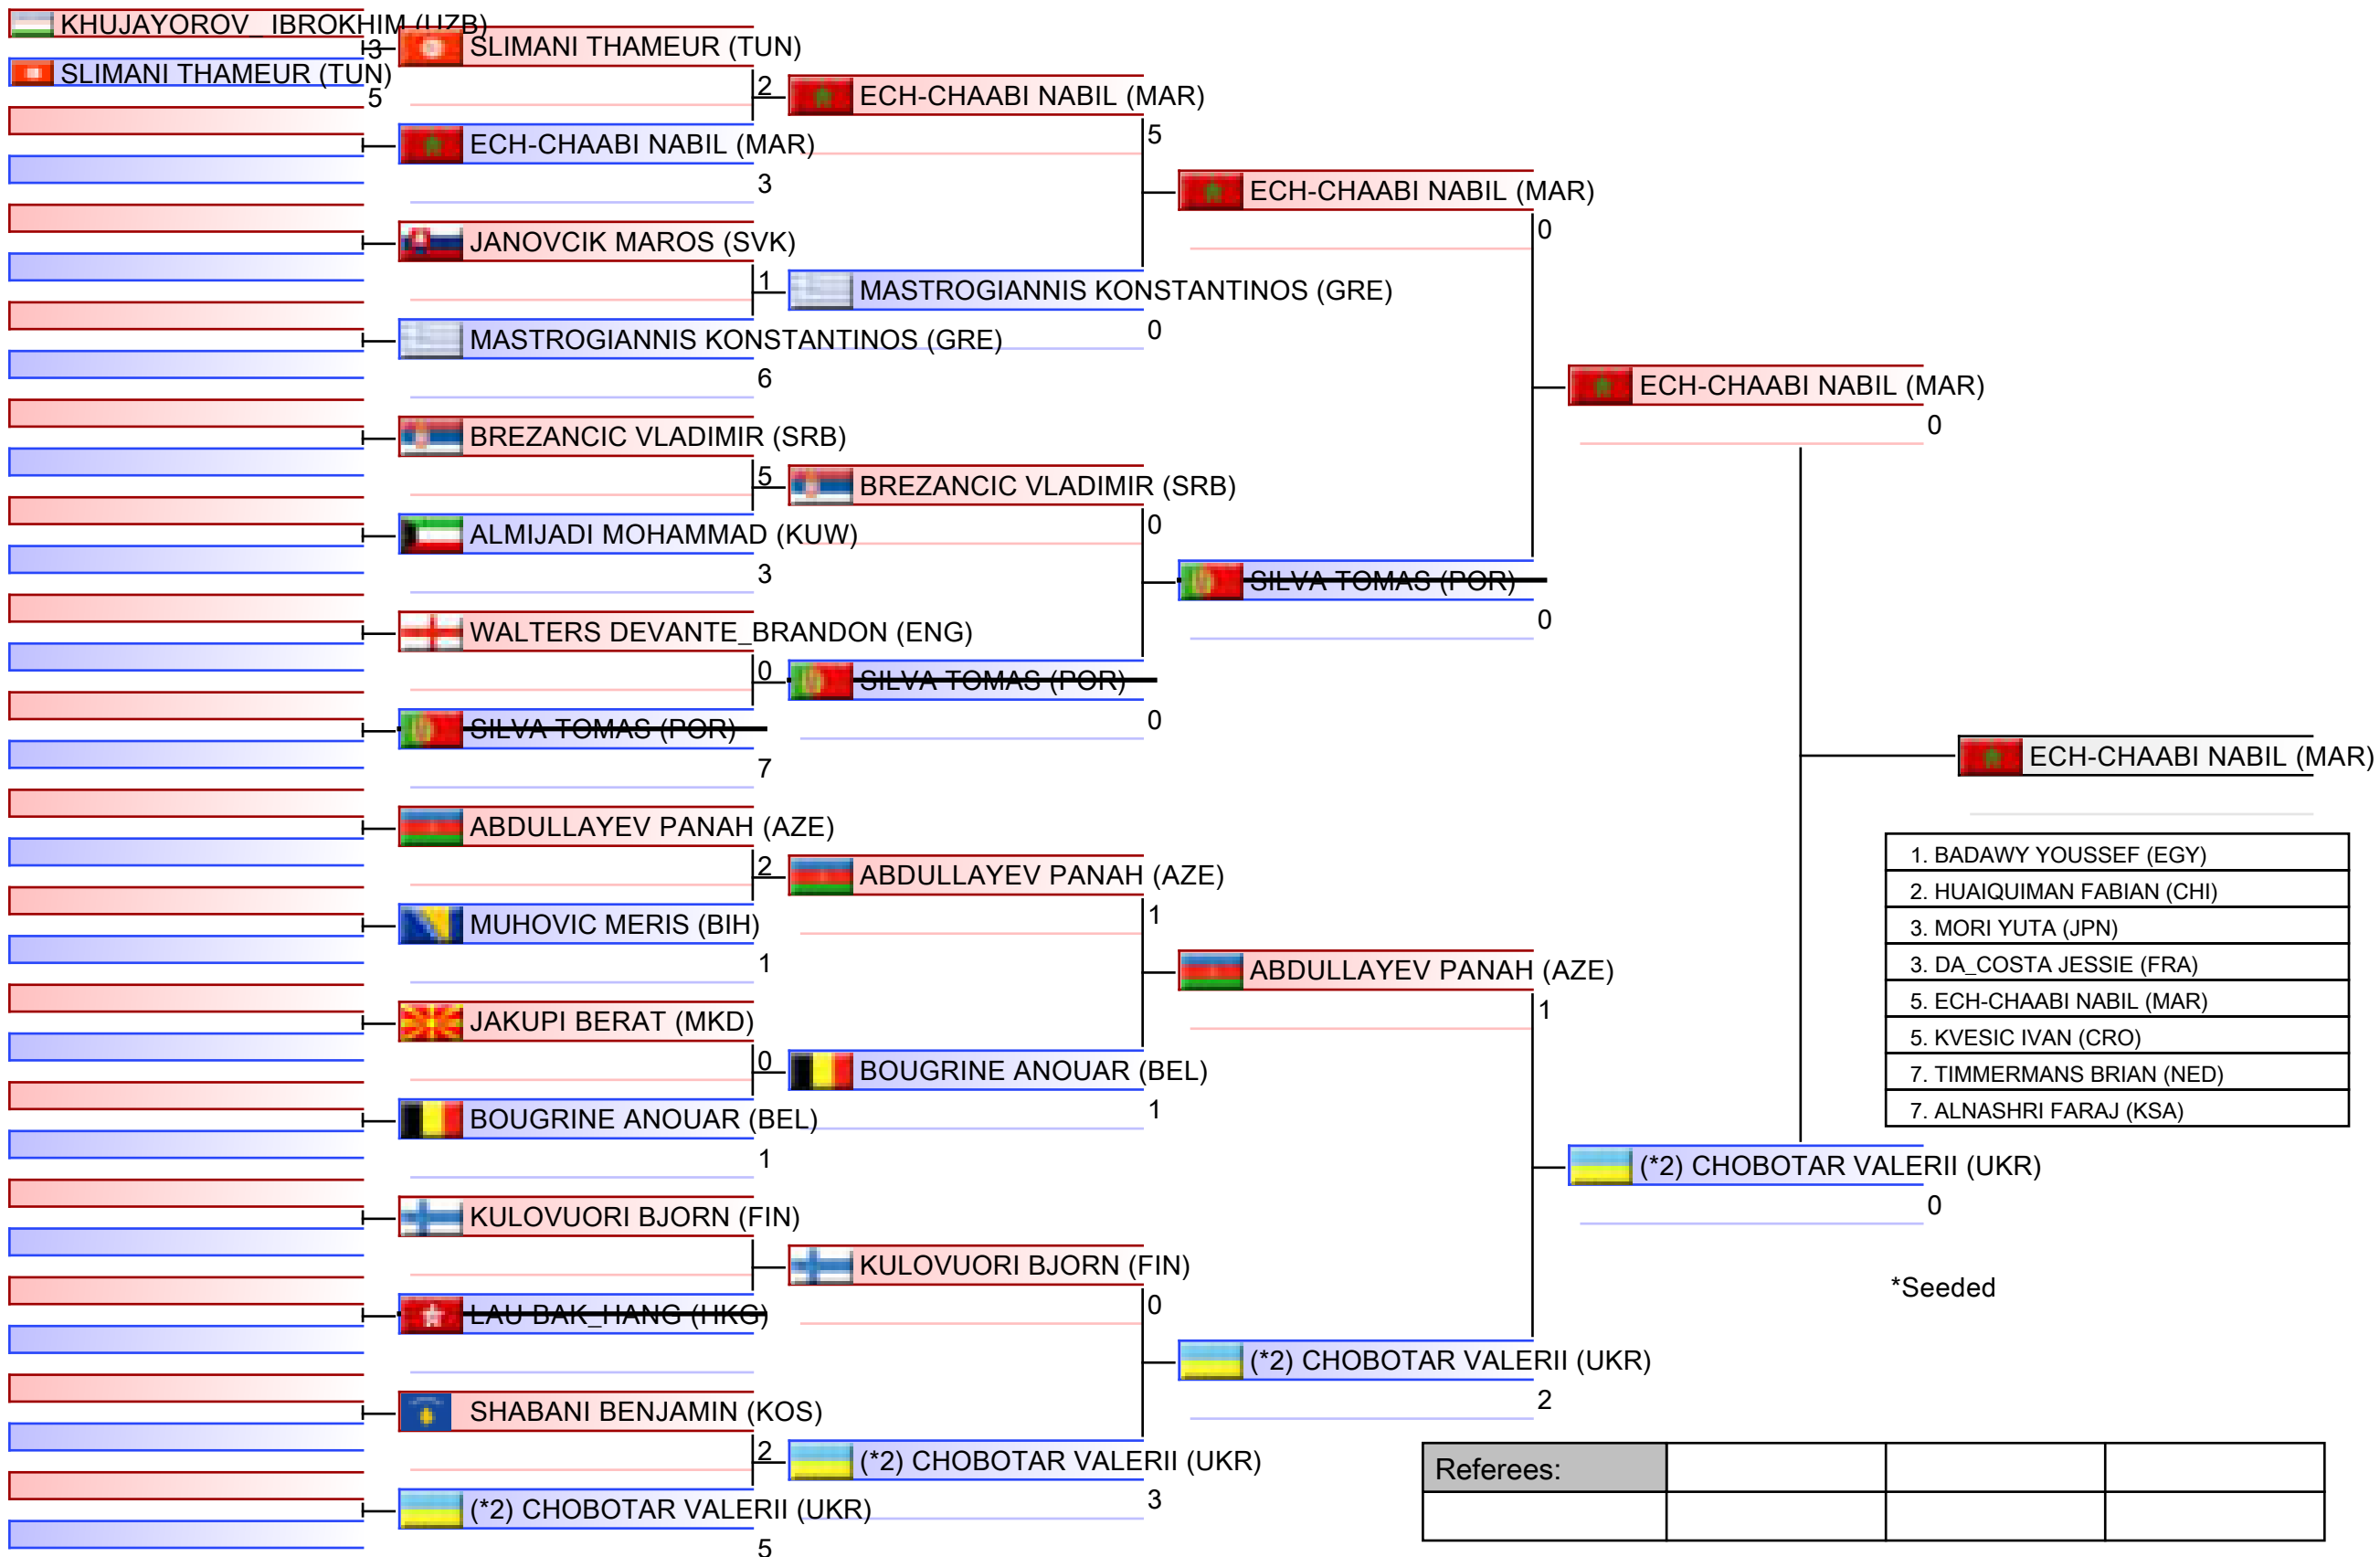 KHUJAYOROV_ IBROKHIM (UZB)
3
SLIMANI THAMEUR (TUN)
5
SLIMANI THAMEUR (TUN)
2
ECH-CHAABI NABIL (MAR)
3
JANOVCIK MAROS (SVK)
1
MASTROGIANNIS KONSTANTINOS (GRE)
6
BREZANCIC VLADIMIR (SRB)
5
ALMIJADI MOHAMMAD (KUW)
3
WALTERS DEVANTE_BRANDON (ENG)
0
SILVA TOMAS (POR)
7
ABDULLAYEV PANAH (AZE)
2
MUHOVIC MERIS (BIH)
1
JAKUPI BERAT (MKD)
0
BOUGRINE ANOUAR (BEL)
1
KULOVUORI BJORN (FIN)
LAU BAK_HANG (HKG)
SHABANI BENJAMIN (KOS)
2
(*2) CHOBOTAR VALERII (UKR)
5
ECH-CHAABI NABIL (MAR)
5
MASTROGIANNIS KONSTANTINOS (GRE)
0
BREZANCIC VLADIMIR (SRB)
0
SILVA TOMAS (POR)
0
ABDULLAYEV PANAH (AZE)
1
BOUGRINE ANOUAR (BEL)
1
KULOVUORI BJORN (FIN)
0
(*2) CHOBOTAR VALERII (UKR)
3
ECH-CHAABI NABIL (MAR)
0
SILVA TOMAS (POR)
0
ABDULLAYEV PANAH (AZE)
1
(*2) CHOBOTAR VALERII (UKR)
2
ECH-CHAABI NABIL (MAR)
0
(*2) CHOBOTAR VALERII (UKR)
0
ECH-CHAABI NABIL (MAR)
1. BADAWY YOUSSEF (EGY)
2. HUAIQUIMAN FABIAN (CHI)
3. MORI YUTA (JPN)
3. DA_COSTA JESSIE (FRA)
5. ECH-CHAABI NABIL (MAR)
5. KVESIC IVAN (CRO)
7. TIMMERMANS BRIAN (NED)
7. ALNASHRI FARAJ (KSA)
*Seeded
Referees: